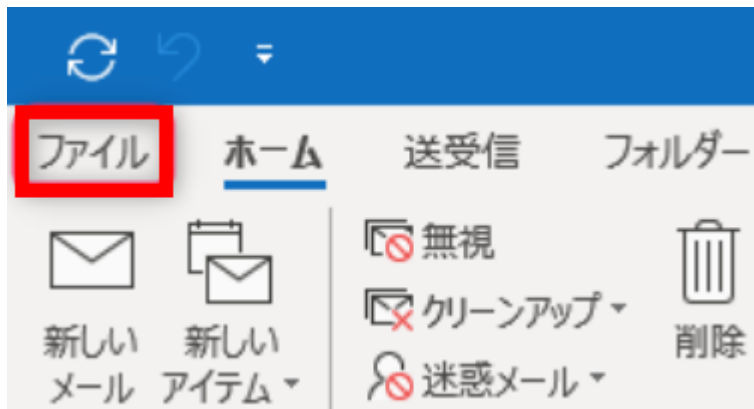 ファイル ホーム 送受信 フォルダー
新しい
メール
新しい
アイテム
無視
クリーンアップ
迷惑メール
削除